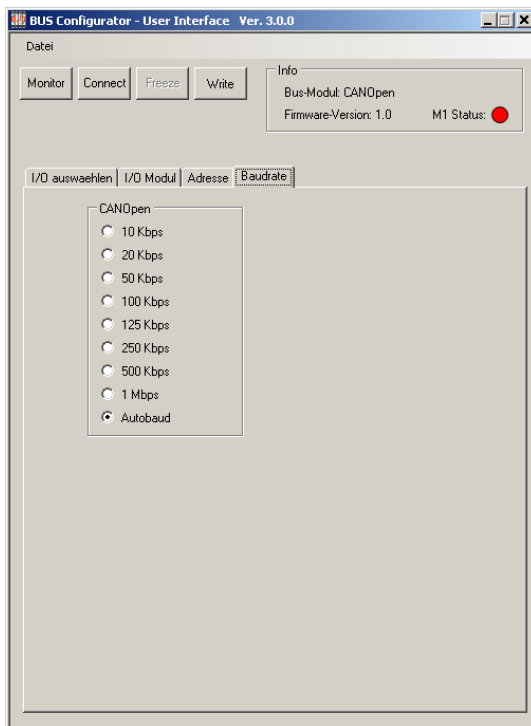 BUS Configurator - User Interface Ver. 3.0.0
Datei
Monitor Connect Freeze Write
Info
Bus-Modul: CANOpen
Firmware-Version: 1.0 M1 Status:
I/O auswaehlen I/O Modul Adresse Baudrate
CANOpen
10 Kbps
20 Kbps
50 Kbps
100 Kbps
125 Kbps
250 Kbps
500 Kbps
1 Mbps
Autobaud